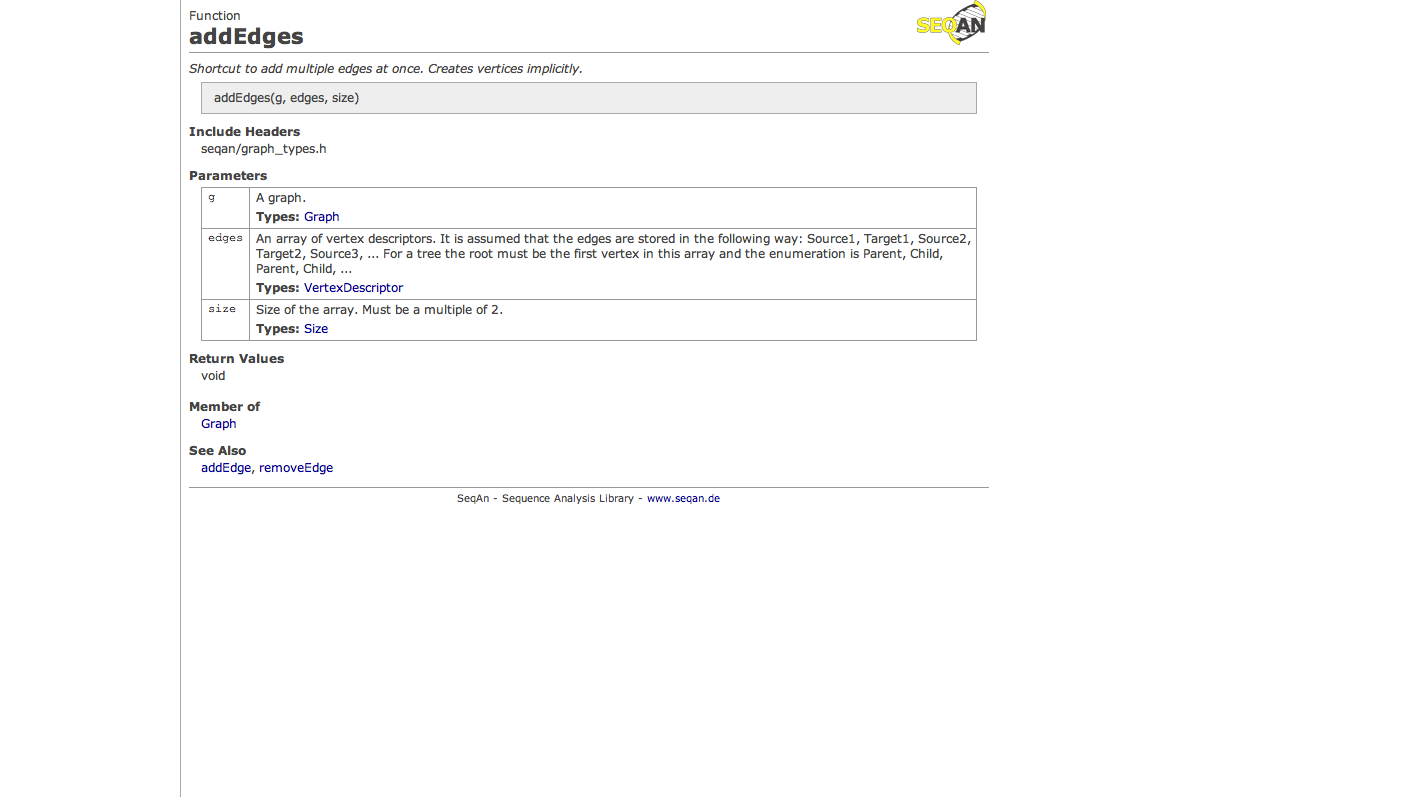 Function
SEQAN
addEdges
Shortcut to add multiple edges at once. Creates vertices implicitly.
addEdges(g, edges, size)
Include Headers
seqan/graph_types.h
Parameters
g
A graph.
Types: Graph
edges
An array of vertex descriptors. It is assumed that the edges are stored in the following way: Source1, Target1, Source2,
Target2, Source3, ... For a tree the root must be the first vertex in this array and the enumeration is Parent, Child,
Parent, Child, ...
Types: VertexDescriptor
size
Size of the array. Must be a multiple of 2.
Types: Size
Return Values
void
Member of
Graph
See Also
addEdge, removeEdge
SeqAn - Sequence Analysis Library - www.seqan.de